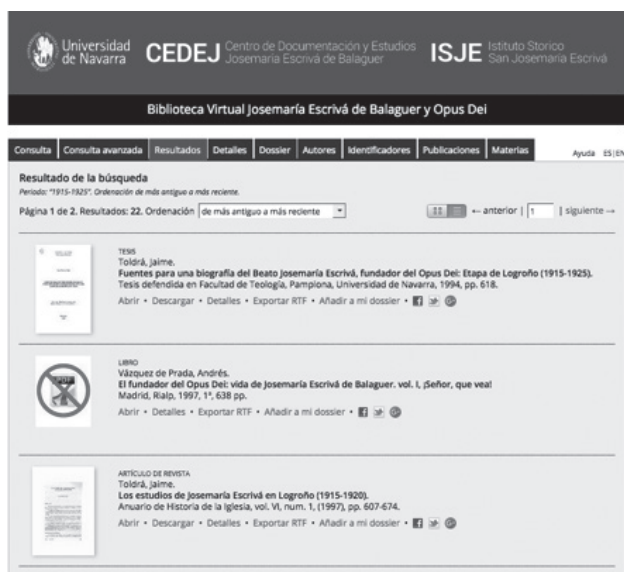 Universidad
de Navarra
CEDEJ
Centro de Documentación y Estudios
Josemaría Escrivá de Balaguer
ISJE
Istituto Storico
San Josemaría Escrivá
Biblioteca Virtual Josemaría Escrivá de Balaguer y Opus Dei
Consulta Consulta avanzada Resultados Detalles Dossier Autores Identificadores Publicaciones Materias Ayuda ES|EN
Resultado de la búsqueda
Periodo: "1915-1925". Ordenación de más antiguo a más reciente.
Página 1 de 2. Resultados: 22. Ordenación de más antiguo a más reciente ← anterior | 1 | siguiente →
TESIS
Toldrá, Jaime.
Fuentes para una biografía del Beato Josemaría Escrivá, fundador del Opus Dei: Etapa de Logroño (1915-1925).
Tesis defendida en Facultad de Teología, Pamplona, Universidad de Navarra, 1994, pp. 618.
Abrir • Descargar • Detalles • Exportar RTF • Añadir a mi dossier •
LIBRO
Vázquez de Prada, Andrés.
El fundador del Opus Dei: vida de Josemaría Escrivá de Balaguer. vol. I, ¡Señor, que vea!
Madrid, Rialp, 1997, 1ª, 638 pp.
Abrir • Detalles • Exportar RTF • Añadir a mi dossier •
ARTÍCULO DE REVISTA
Toldrá, Jaime.
Los estudios de Josemaría Escrivá en Logroño (1915-1920).
Anuario de Historia de la Iglesia, vol. VI, num. 1, (1997), pp. 607-674.
Abrir • Descargar • Detalles • Exportar RTF • Añadir a mi dossier •